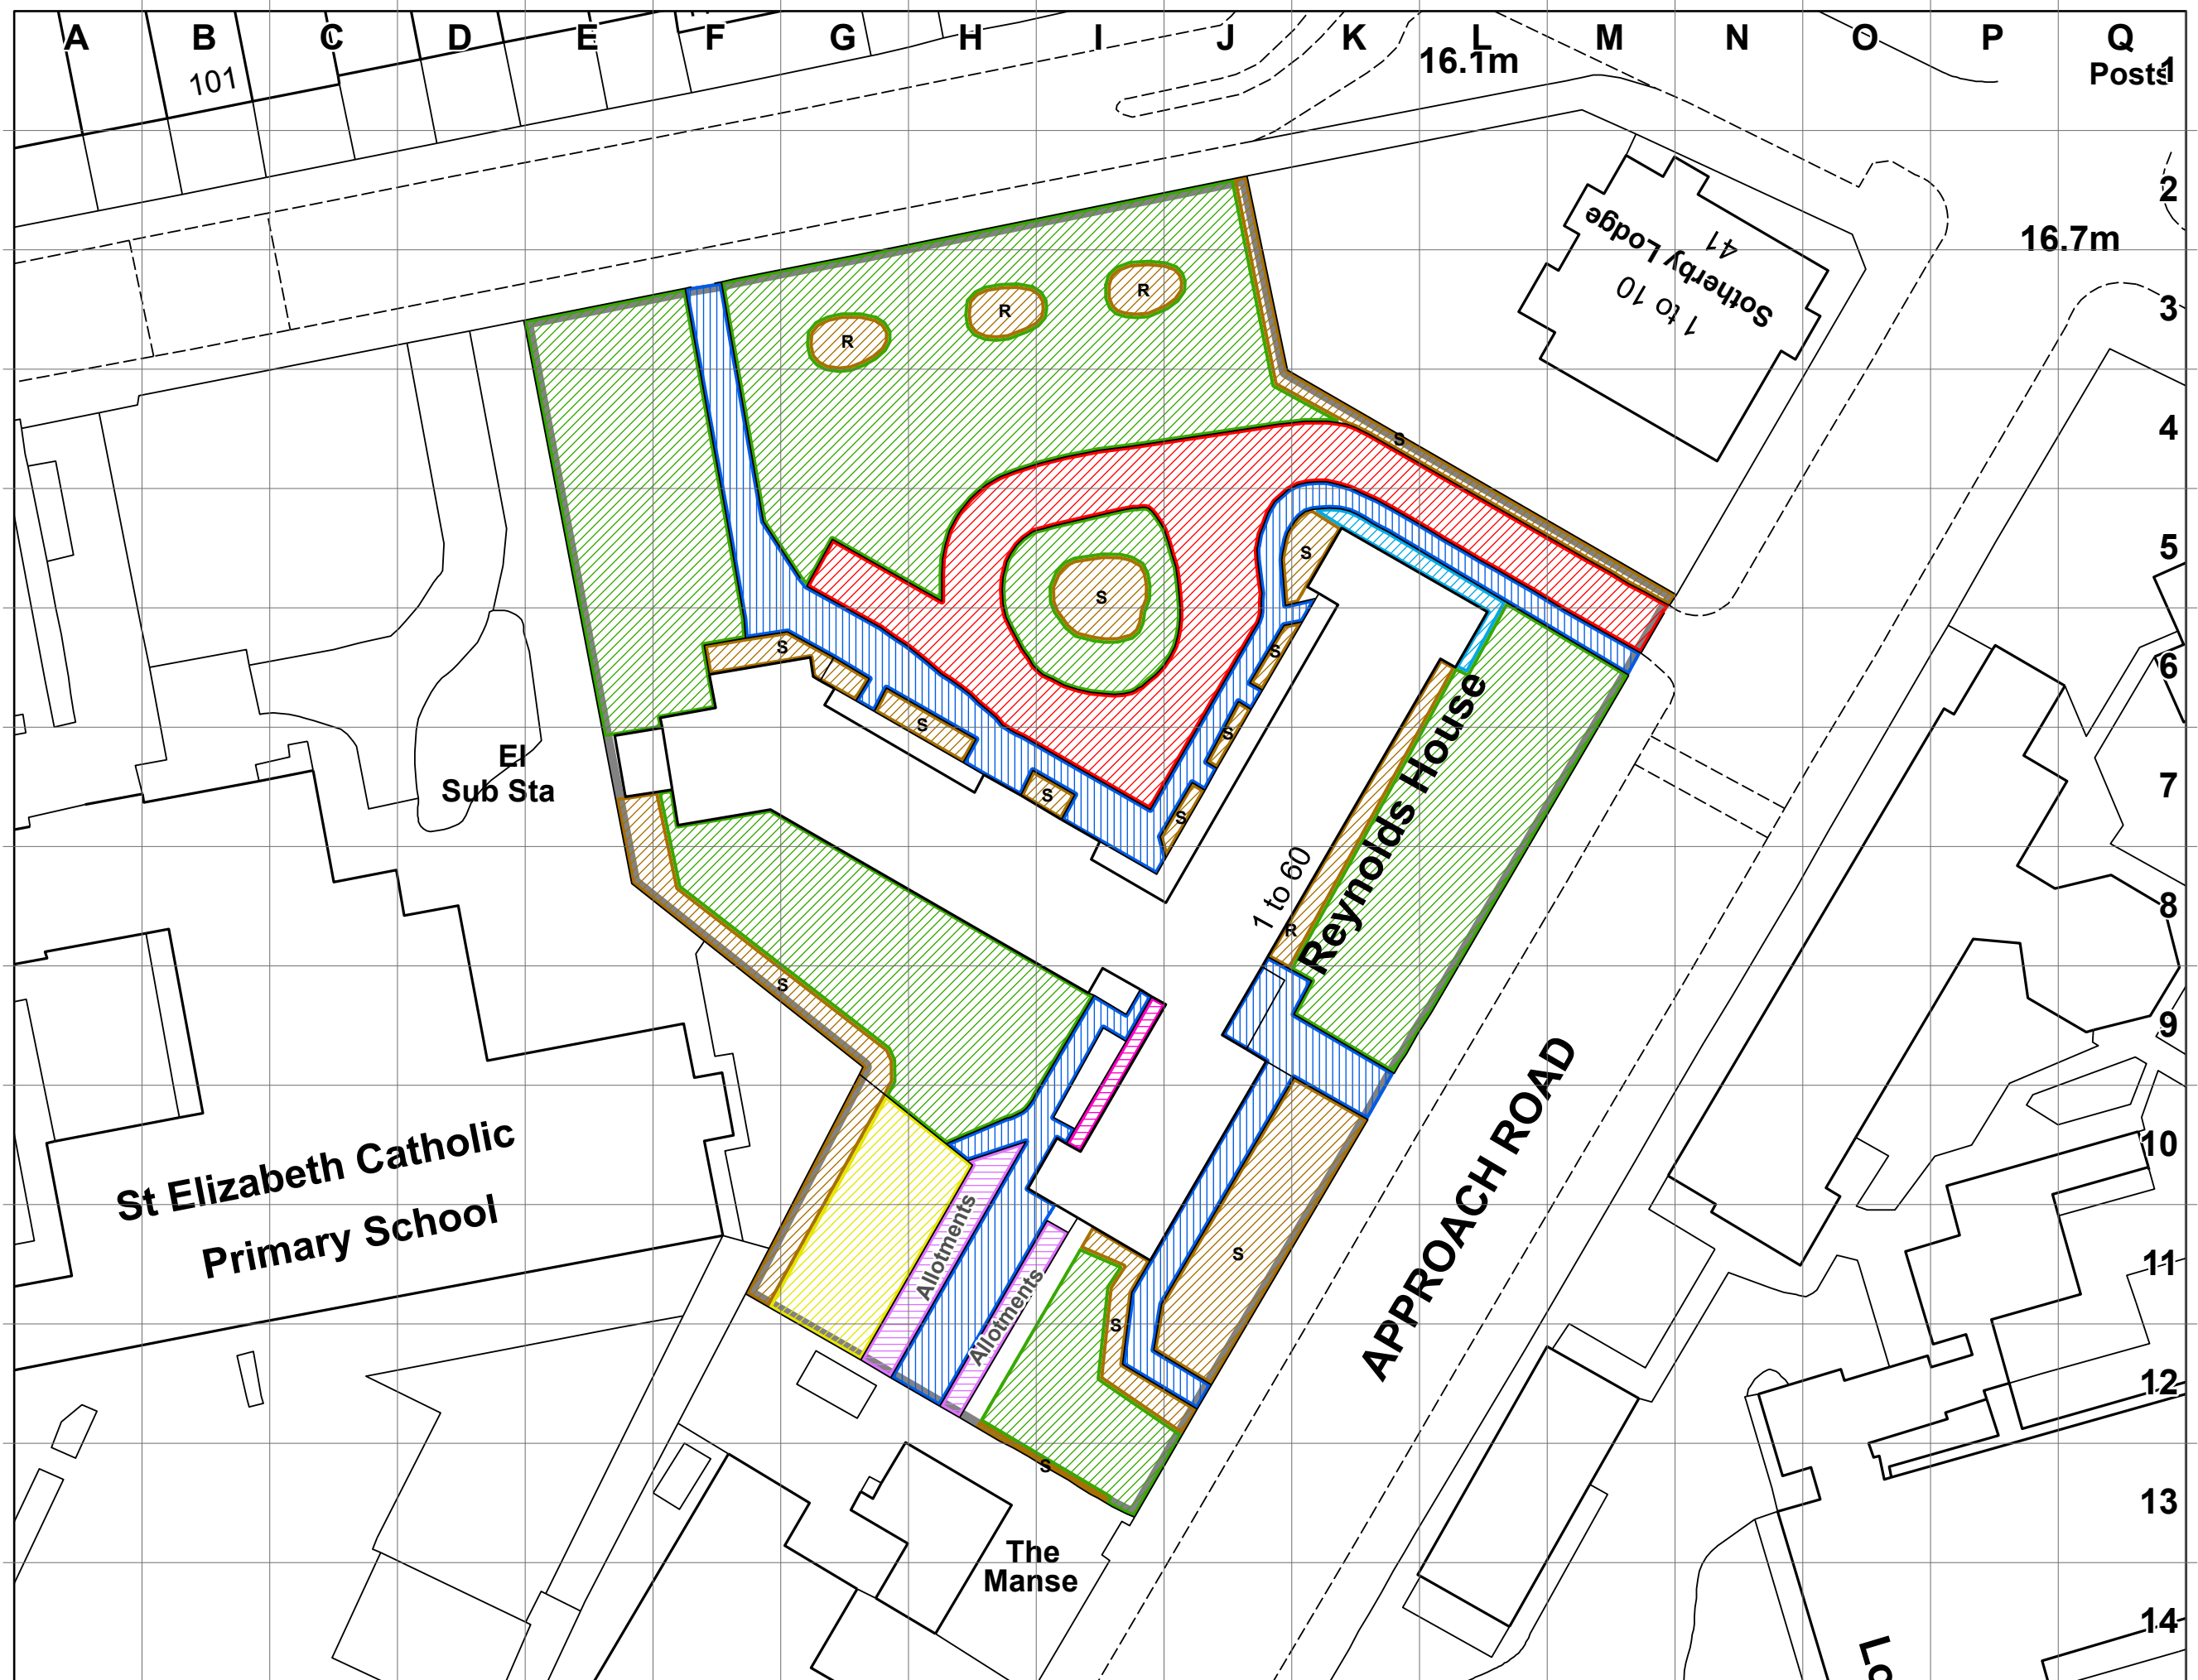 A B C D E F G H I J K L M N O P Q
101
16.1m
Posts
1
2
16.7m
41
Sotherby Lodge
1 to 10
R
R
R
3
S
4
S
5
S
S
S
6
S
S
S
S
El
Sub Sta
7
1 to 60
Reynolds House
R
8
S
9
APPROACH ROAD
St Elizabeth Catholic
Primary School
10
Allotments
Allotments
S
S
11
12
S
13
The
Manse
14
Lo